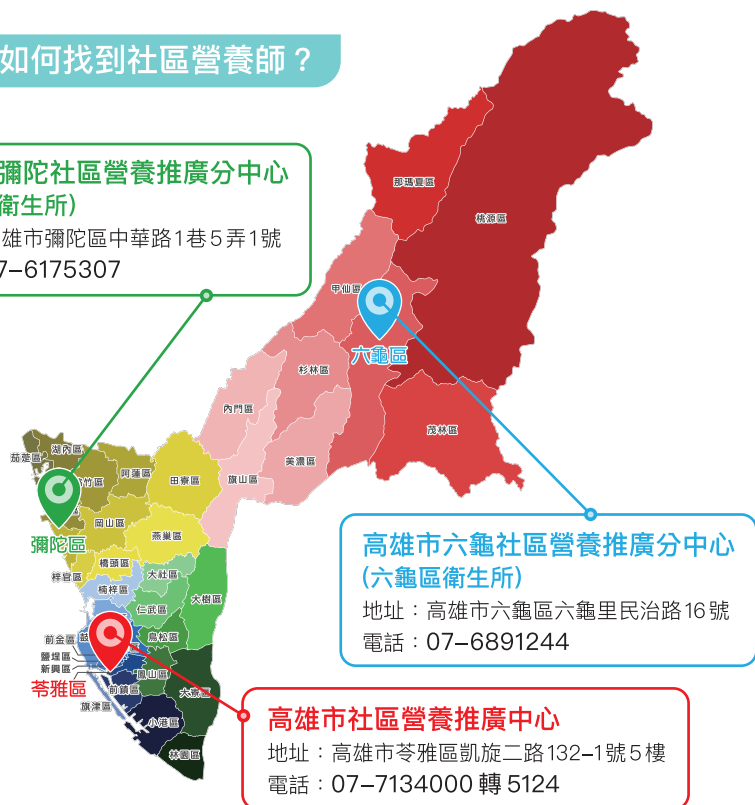 如何找到社區營養師？
彌陀社區營養推廣分中心
衛生所)
雄市彌陀區中華路1巷5弄1號
7-6175307
那瑪夏區
桃源區
甲仙區
六龜區
杉林區
內門區
茂林區
美濃區
旗山區
湖內區
茄萣區
阿蓮區
田寮區
竹區
岡山區
燕巢區
彌陀區
橋頭區
梓官區
大社區
楠梓區
大樹區
仁武區
鳥松區
前金區
鼓
鹽埕區
新興區
苓雅區
鳳山區
前鎮區
大寮區
旗津區
小港區
林園區
高雄市六龜社區營養推廣分中心
(六龜區衛生所)
地址：高雄市六龜區六龜里民治路16號
電話：07-6891244
高雄市社區營養推廣中心
地址：高雄市苓雅區凱旋二路132-1號5樓
電話：07-7134000 轉 5124